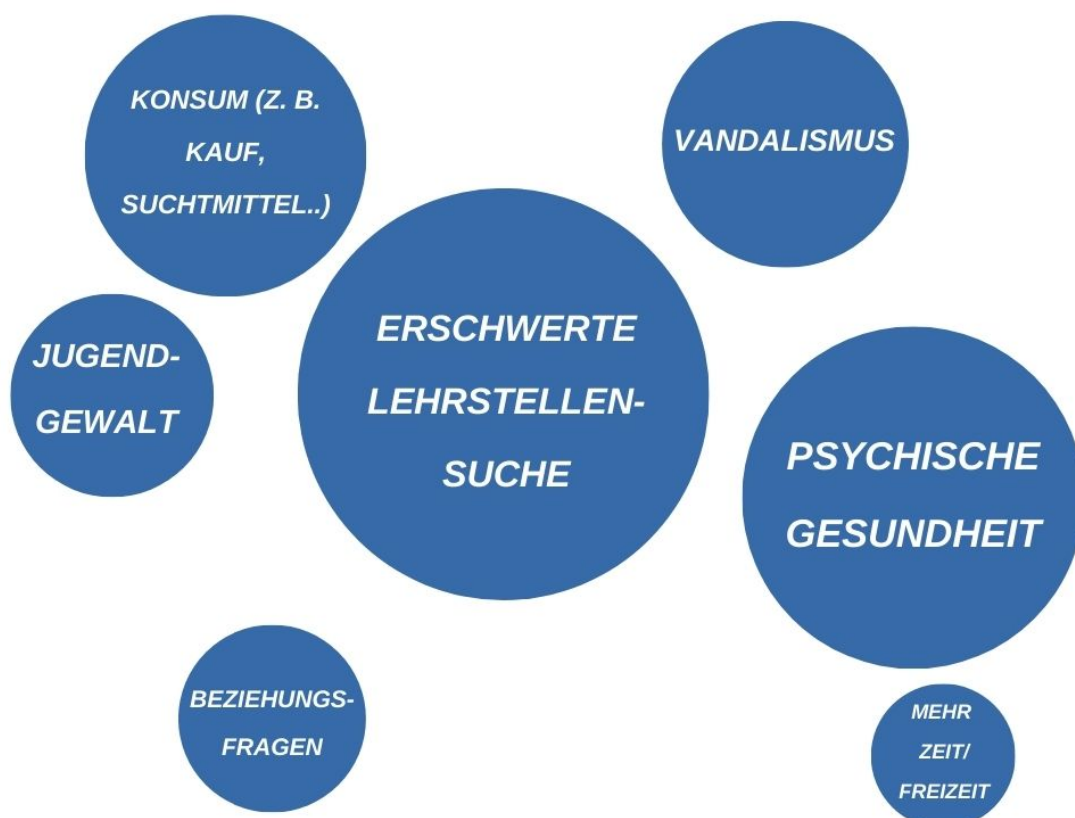 KONSUM (Z. B.
KAUF,
SUCHTMITTEL..)
VANDALISMUS
ERSCHWERTE
LEHRSTELLEN-
SUCHE
JUGEND-
GEWALT
PSYCHISCHE
GESUNDHEIT
BEZIEHUNGS-
FRAGEN
MEHR
ZEIT/
FREIZEIT